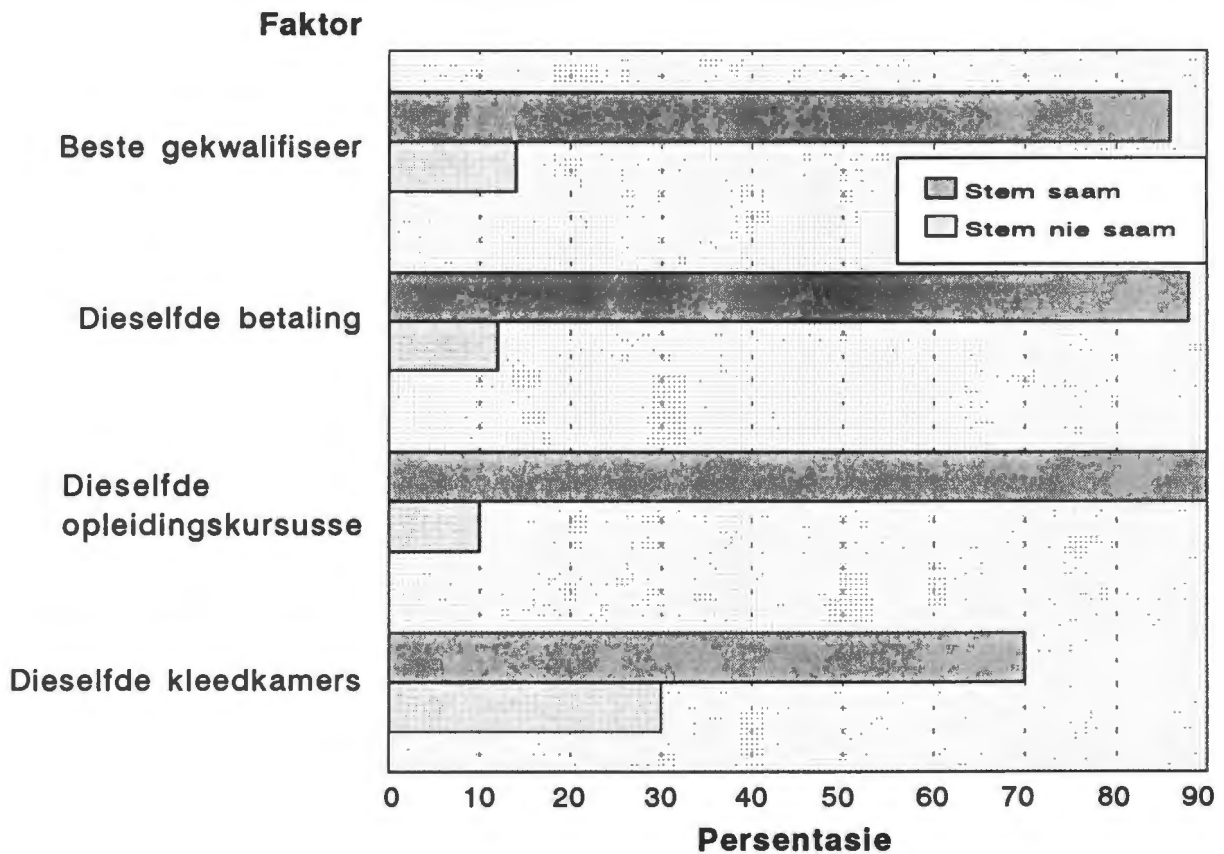 Faktor
Beste gekwalifiseer
Stem saam
Stem nie saam
Dieselfde betaling
Dieselfde
opleidingskursusse
Dieselfde kleedkamers
0 10 20 30 40 50 60 70 80 90
Persentasie